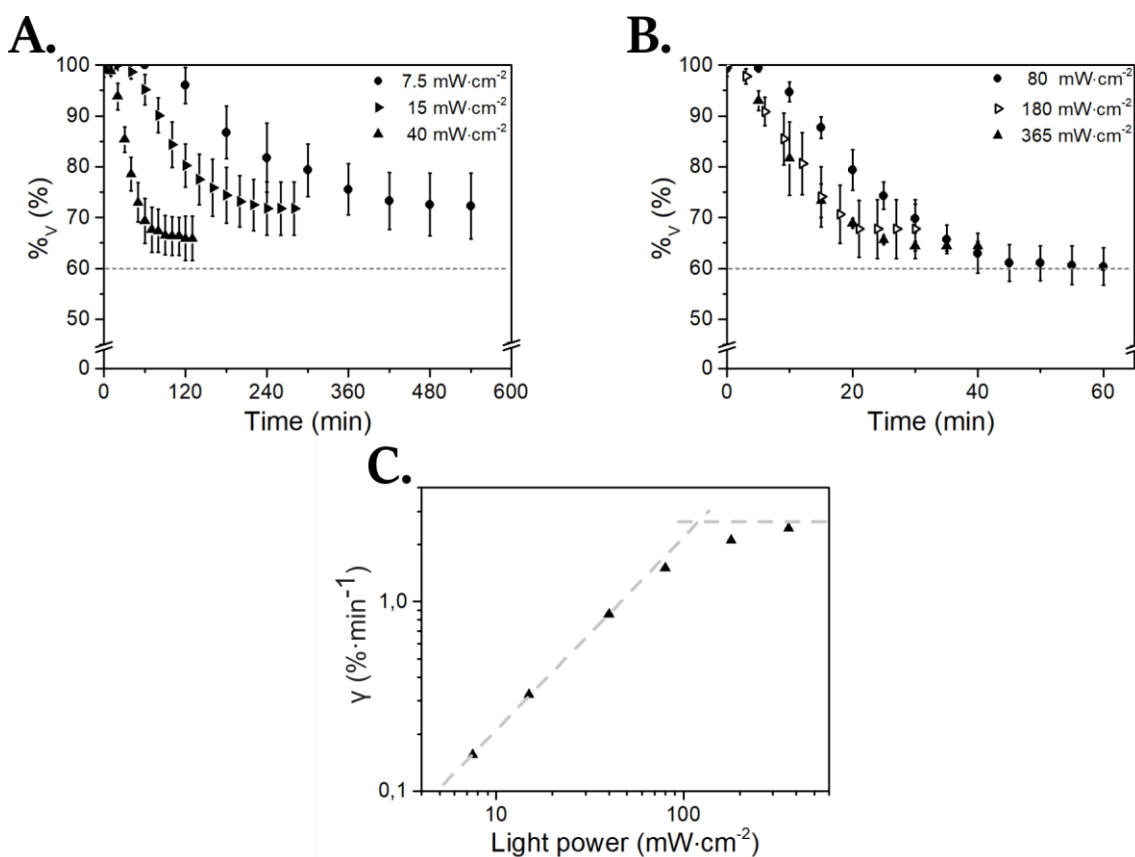 A.
100
90
80
70
60
50
0
%V (%)
7.5 mW·cm-2
15 mW·cm-2
40 mW·cm-2
0 120 240 360 480 600
Time (min)
B.
100
90
80
70
60
50
0
%V (%)
80 mW·cm-2
180 mW·cm-2
365 mW·cm-2
0 20 40 60
Time (min)
C.
1,0
0,1
γ (%·min-1)
10 100
Light power (mW·cm-2)